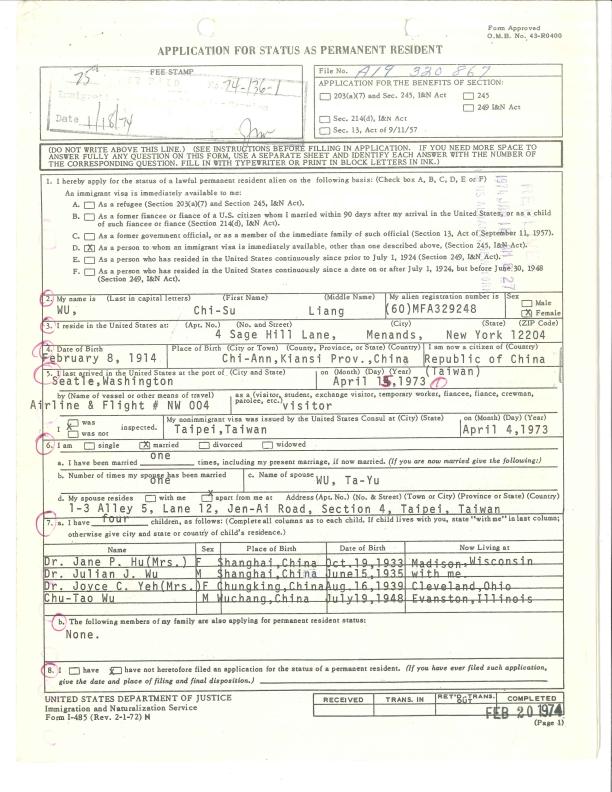 Form Approved
O.M.B. No. 43-R0400
APPLICATION FOR STATUS AS PERMANENT RESIDENT
FEE STAMP
75
74-136-1
Date 1/18/74
File No. A19 320 867
APPLICATION FOR THE BENEFITS OF SECTION:
203(a)(7) and Sec. 245, I&N Act 245
249 I&N Act
Sec. 214(d), I&N Act
Sec. 13, Act of 9/11/57
(DO NOT WRITE ABOVE THIS LINE.) (SEE INSTRUCTIONS BEFORE FILLING IN APPLICATION. IF YOU NEED MORE SPACE TO
ANSWER FULLY ANY QUESTION ON THIS FORM, USE A SEPARATE SHEET AND IDENTIFY EACH ANSWER WITH THE NUMBER OF
THE CORRESPONDING QUESTION. FILL IN WITH TYPEWRITER OR PRINT IN BLOCK LETTERS IN INK.)
1. I hereby apply for the status of a lawful permanent resident alien on the following basis: (Check box A, B, C, D, E or F)
An immigrant visa is immediately available to me:
A. As a refugee (Section 203(a)(7) and Section 245, I&N Act).
B. As a former fiancee or fiance of a U.S. citizen whom I married within 90 days after my arrival in the United States, or as a child
of such fiancee or fiance (Section 214(d), I&N Act).
C. As a former government official, or as a member of the immediate family of such official (Section 13, Act of September 11, 1957).
D. X As a person to whom an immigrant visa is immediately available, other than one described above, (Section 245, I&N Act).
E. As a person who has resided in the United States continuously since prior to July 1, 1924 (Section 249, I&N Act).
F. As a person who has resided in the United States continuously since a date on or after July 1, 1924, but before June 30, 1948
(Section 249, I&N Act).
2. My name is (Last in capital letters) (First Name) (Middle Name) My alien registration number is Sex
Male
WU, Chi-Su Liang (60)MFA329248 X Female
3. I reside in the United States at: (Apt. No.) (No. and Street) (City) (State) (ZIP Code)
4 Sage Hill Lane, Menands, New York 12204
4. Date of Birth Place of Birth (City or Town) (County, Province, or State) (Country) I am now a citizen of (Country)
February 8, 1914 Chi-Ann,Kiansi Prov.,China Republic of China
(Taiwan)
5. I last arrived in the United States at the port of (City and State) on (Month) (Day) (Year)
Seatle,Washington April 15,1973 1
by (Name of vessel or other means of travel) as a (visitor, student, exchange visitor, temporary worker, fiancee, fiance, crewman,
parolee, etc.)
Airline & Flight # NW 004 visitor
I X was inspected. My nonimmigrant visa was issued by the United States Consul at (City) (State) on (Month) (Day) (Year)
was not Taipei,Taiwan April 4,1973
6. I am single X married divorced widowed
one
a. I have been married times, including my present marriage, if now married. (If you are now married give the following:)
b. Number of times my spouse has been married c. Name of spouse WU, Ta-Yu
one
d. My spouse resides with me X apart from me at Address (Apt. No.) (No. & Street) (Town or City) (Province or State) (Country)
1-3 Alley 5, Lane 12, Jen-Ai Road, Section 4, Taipei, Taiwan
7. a. I have four children, as follows: (Complete all columns as to each child. If child lives with you, state "with me" in last column;
otherwise give city and state or country of child's residence.)
Name Sex Place of Birth Date of Birth Now Living at
Dr. Jane P. Hu(Mrs.) F Shanghai,China Oct.19,1933 Madison,Wisconsin
Dr. Julian J. Wu M Shanghai,China June15,1935 with me.
Dr. Joyce C. Yeh(Mrs.) F Chungking,China Aug.16,1939 Cleveland,Ohio
Chu-Tao Wu M Wuchang,China July19,1948 Evanston,Illinois
b. The following members of my family are also applying for permanent resident status:
None.
8. I have X have not heretofore filed an application for the status of a permanent resident. (If you have ever filed such application,
give the date and place of filing and final disposition.)
UNITED STATES DEPARTMENT OF JUSTICE
Immigration and Naturalization Service
Form I-485 (Rev. 2-1-72) N
RECEIVED TRANS. IN RET'D-TRANS. OUT COMPLETED
FEB 20 1974
(Page 1)